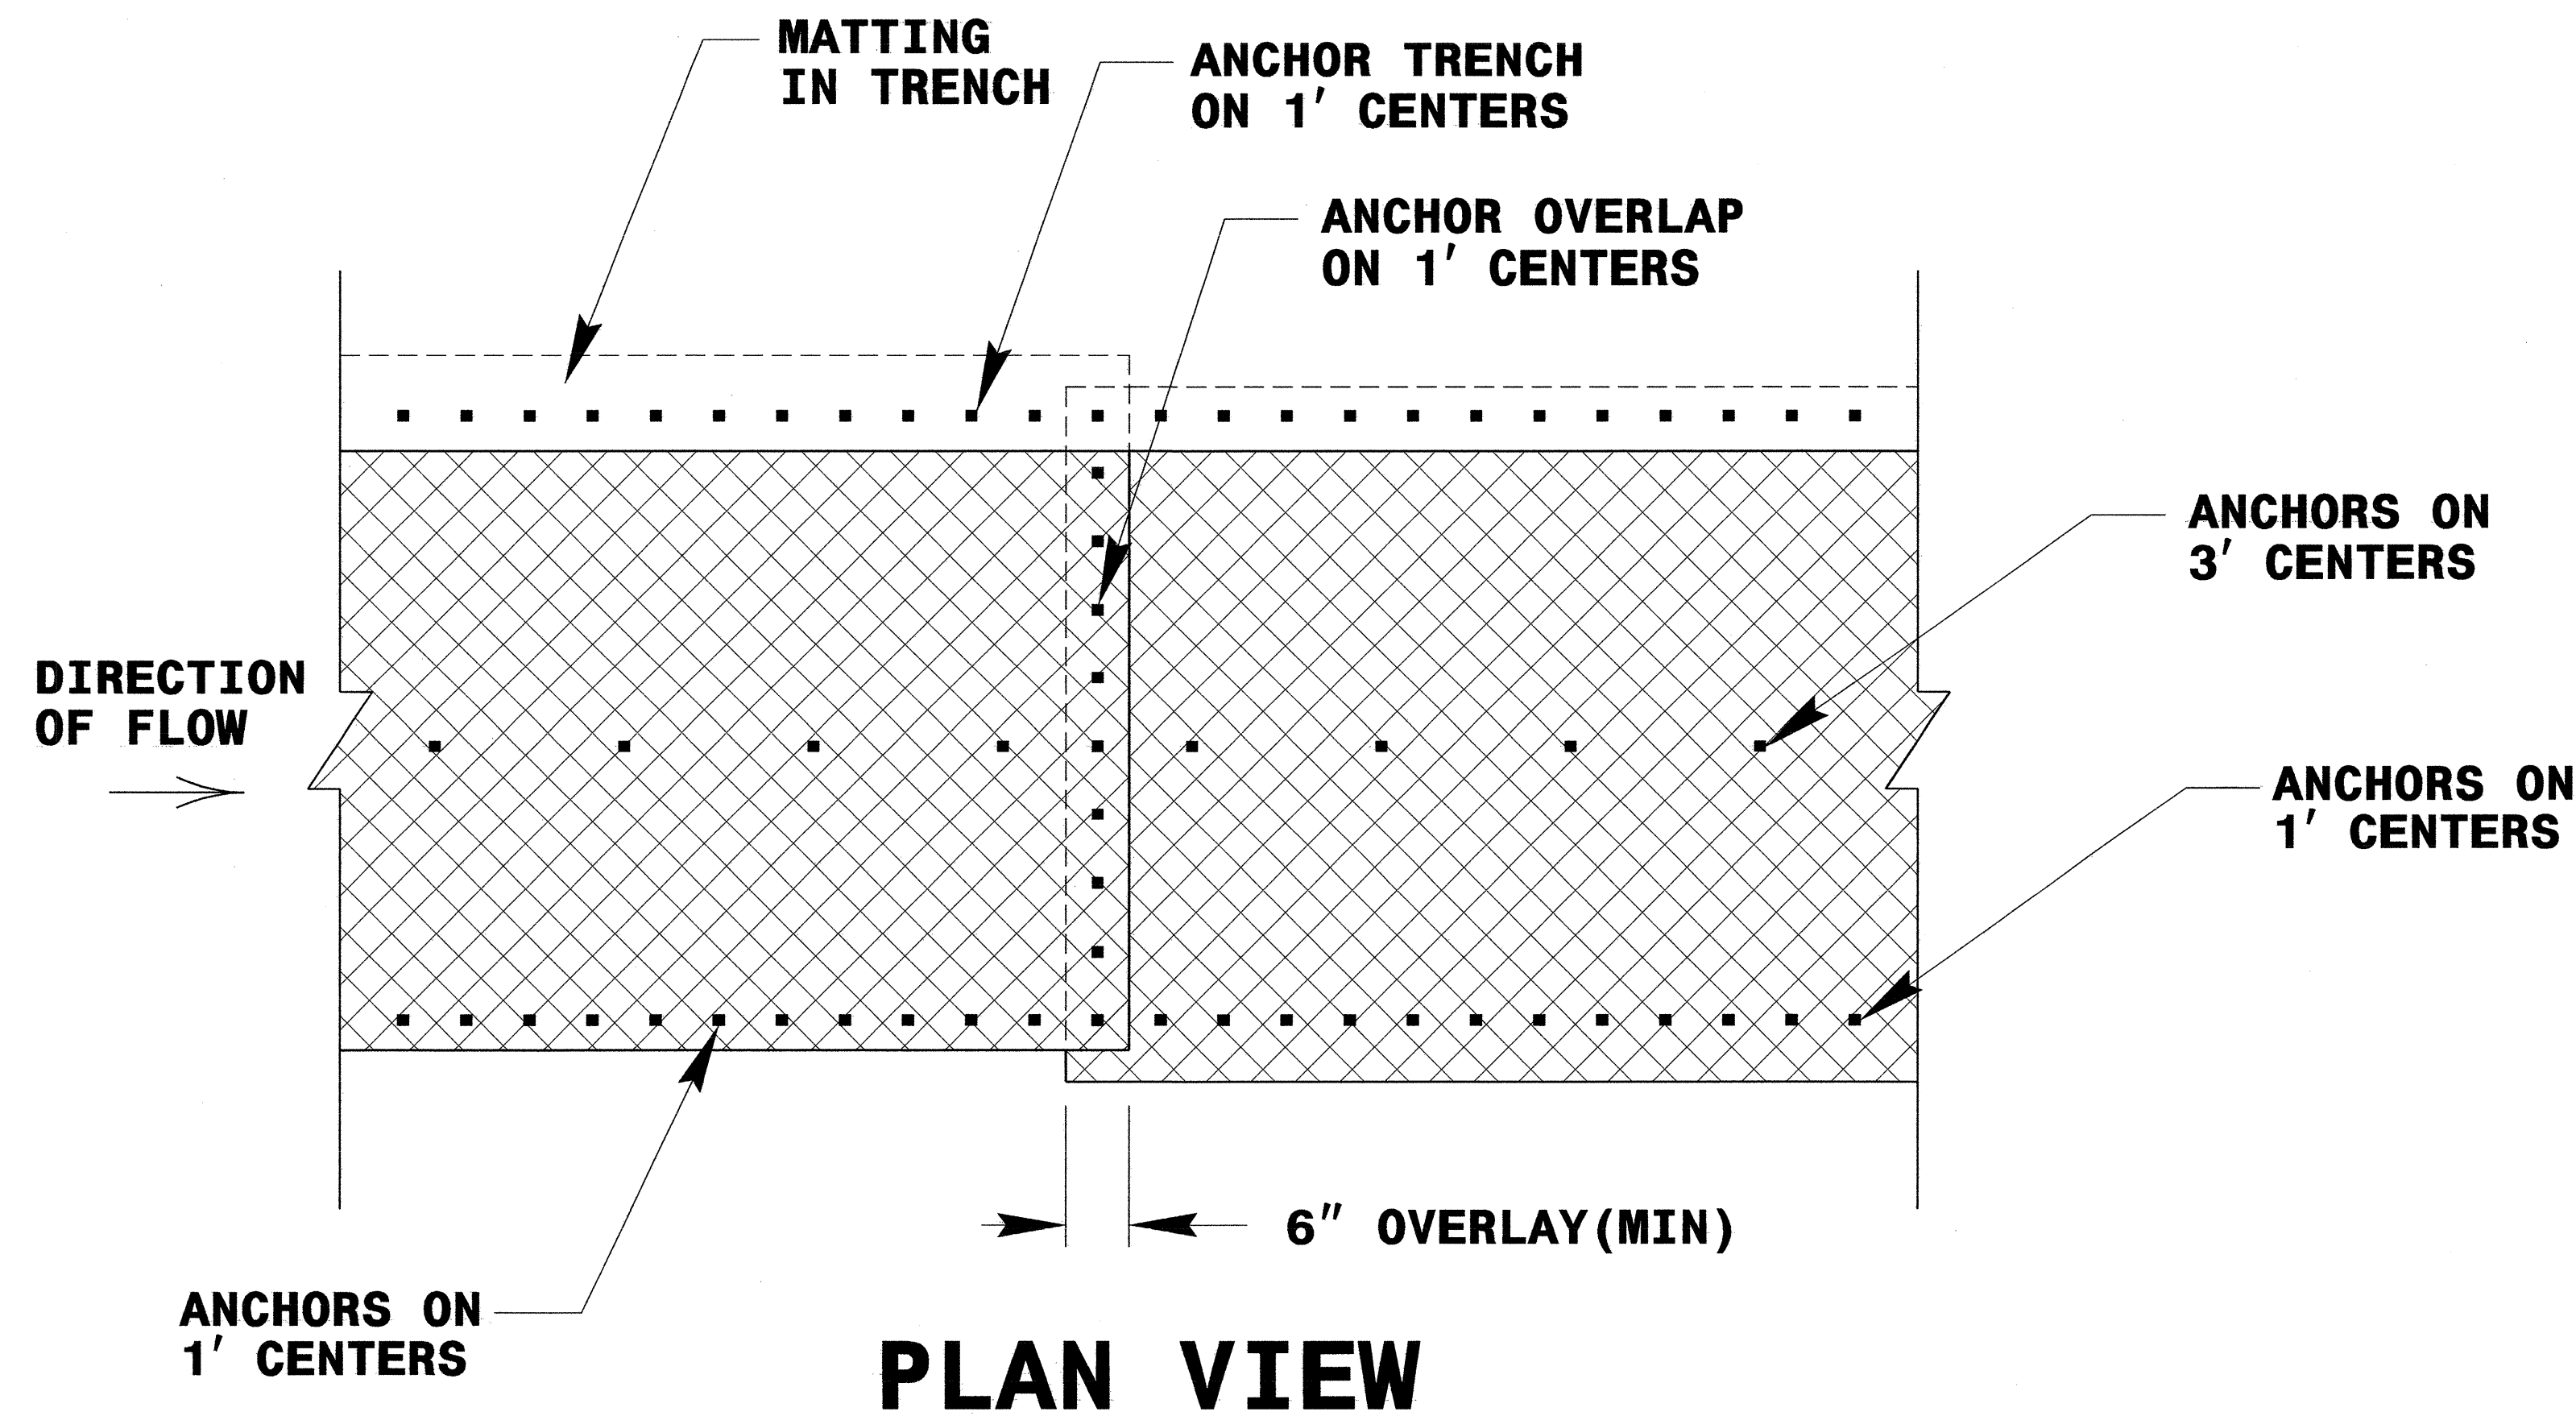 MATTING
IN TRENCH
ANCHOR TRENCH
ON 1' CENTERS
ANCHOR OVERLAP
ON 1' CENTERS
ANCHORS ON
3' CENTERS
DIRECTION
OF FLOW
ANCHORS ON
1' CENTERS
6" OVERLAY(MIN)
ANCHORS ON
1' CENTERS
PLAN VIEW